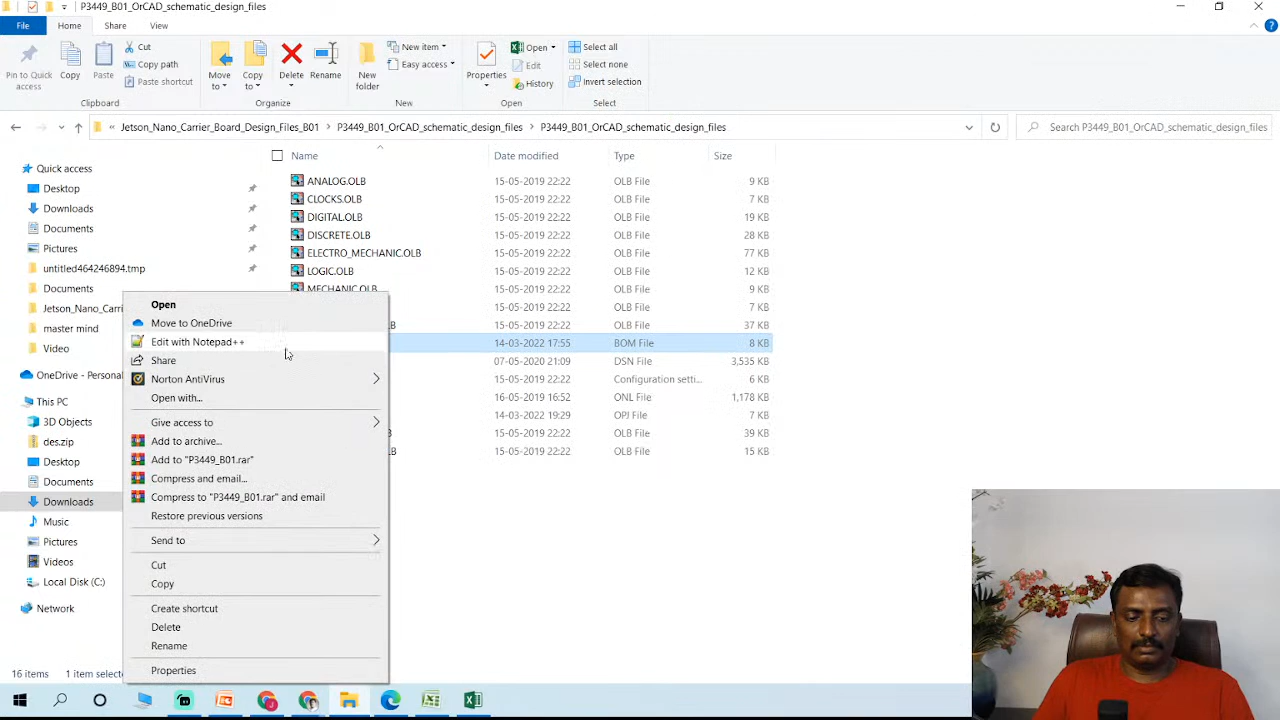 P3449_B01_OrCAD_schematic_design_files
File Home Share View
Pin to Quick access
Copy
Paste
Cut
Copy path
Paste shortcut
Clipboard
Move to
Copy to
Delete
Rename
Organize
New folder
New item
Easy access
New
Properties
Open
Edit
History
Open
Select all
Select none
Invert selection
Select
« Jetson_Nano_Carrier_Board_Design_Files_B01 > P3449_B01_OrCAD_schematic_design_files > P3449_B01_OrCAD_schematic_design_files
Search P3449_B01_OrCAD_schematic_design_files
Name Date modified Type Size
Quick access
Desktop
Downloads
Documents
Pictures
untitled464246894.tmp
Documents
Jetson_Nano_Carri
master mind
Video
OneDrive - Persona
This PC
3D Objects
des.zip
Desktop
Documents
Downloads
Music
Pictures
Videos
Local Disk (C:)
Network
ANALOG.OLB 15-05-2019 22:22 OLB File 9 KB
CLOCKS.OLB 15-05-2019 22:22 OLB File 7 KB
DIGITAL.OLB 15-05-2019 22:22 OLB File 19 KB
DISCRETE.OLB 15-05-2019 22:22 OLB File 28 KB
ELECTRO_MECHANIC.OLB 15-05-2019 22:22 OLB File 77 KB
LOGIC.OLB 15-05-2019 22:22 OLB File 12 KB
MECHANIC.OLB 15-05-2019 22:22 OLB File 9 KB
15-05-2019 22:22 OLB File 7 KB
LB 15-05-2019 22:22 OLB File 37 KB
14-03-2022 17:55 BOM File 8 KB
07-05-2020 21:09 DSN File 3,535 KB
15-05-2019 22:22 Configuration setti... 6 KB
16-05-2019 16:52 ONL File 1,178 KB
14-03-2022 19:29 OPJ File 7 KB
15-05-2019 22:22 OLB File 39 KB
LB 15-05-2019 22:22 OLB File 15 KB
Open
Move to OneDrive
Edit with Notepad++
Share
Norton AntiVirus
Open with...
Give access to
Add to archive...
Add to "P3449_B01.rar"
Compress and email...
Compress to "P3449_B01.rar" and email
Restore previous versions
Send to
Cut
Copy
Create shortcut
Delete
Rename
Properties
16 items 1 item selecte